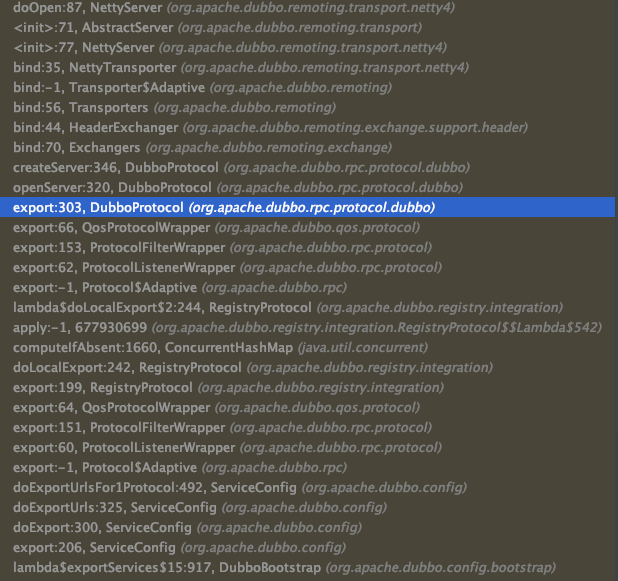 doOpen:87, NettyServer (org.apache.dubbo.remoting.transport.netty4)
<init>:71, AbstractServer (org.apache.dubbo.remoting.transport)
<init>:77, NettyServer (org.apache.dubbo.remoting.transport.netty4)
bind:35, NettyTransporter (org.apache.dubbo.remoting.transport.netty4)
bind:-1, Transporter$Adaptive (org.apache.dubbo.remoting)
bind:56, Transporters (org.apache.dubbo.remoting)
bind:44, HeaderExchanger (org.apache.dubbo.remoting.exchange.support.header)
bind:70, Exchangers (org.apache.dubbo.remoting.exchange)
createServer:346, DubboProtocol (org.apache.dubbo.rpc.protocol.dubbo)
openServer:320, DubboProtocol (org.apache.dubbo.rpc.protocol.dubbo)
export:303, DubboProtocol (org.apache.dubbo.rpc.protocol.dubbo)
export:66, QosProtocolWrapper (org.apache.dubbo.qos.protocol)
export:153, ProtocolFilterWrapper (org.apache.dubbo.rpc.protocol)
export:62, ProtocolListenerWrapper (org.apache.dubbo.rpc.protocol)
export:-1, Protocol$Adaptive (org.apache.dubbo.rpc)
lambda$doLocalExport$2:244, RegistryProtocol (org.apache.dubbo.registry.integration)
apply:-1, 677930699 (org.apache.dubbo.registry.integration.RegistryProtocol$$Lambda$542)
computeIfAbsent:1660, ConcurrentHashMap (java.util.concurrent)
doLocalExport:242, RegistryProtocol (org.apache.dubbo.registry.integration)
export:199, RegistryProtocol (org.apache.dubbo.registry.integration)
export:64, QosProtocolWrapper (org.apache.dubbo.qos.protocol)
export:151, ProtocolFilterWrapper (org.apache.dubbo.rpc.protocol)
export:60, ProtocolListenerWrapper (org.apache.dubbo.rpc.protocol)
export:-1, Protocol$Adaptive (org.apache.dubbo.rpc)
doExportUrlsFor1Protocol:492, ServiceConfig (org.apache.dubbo.config)
doExportUrls:325, ServiceConfig (org.apache.dubbo.config)
doExport:300, ServiceConfig (org.apache.dubbo.config)
export:206, ServiceConfig (org.apache.dubbo.config)
lambda$exportServices$15:917, DubboBootstrap (org.apache.dubbo.config.bootstrap)